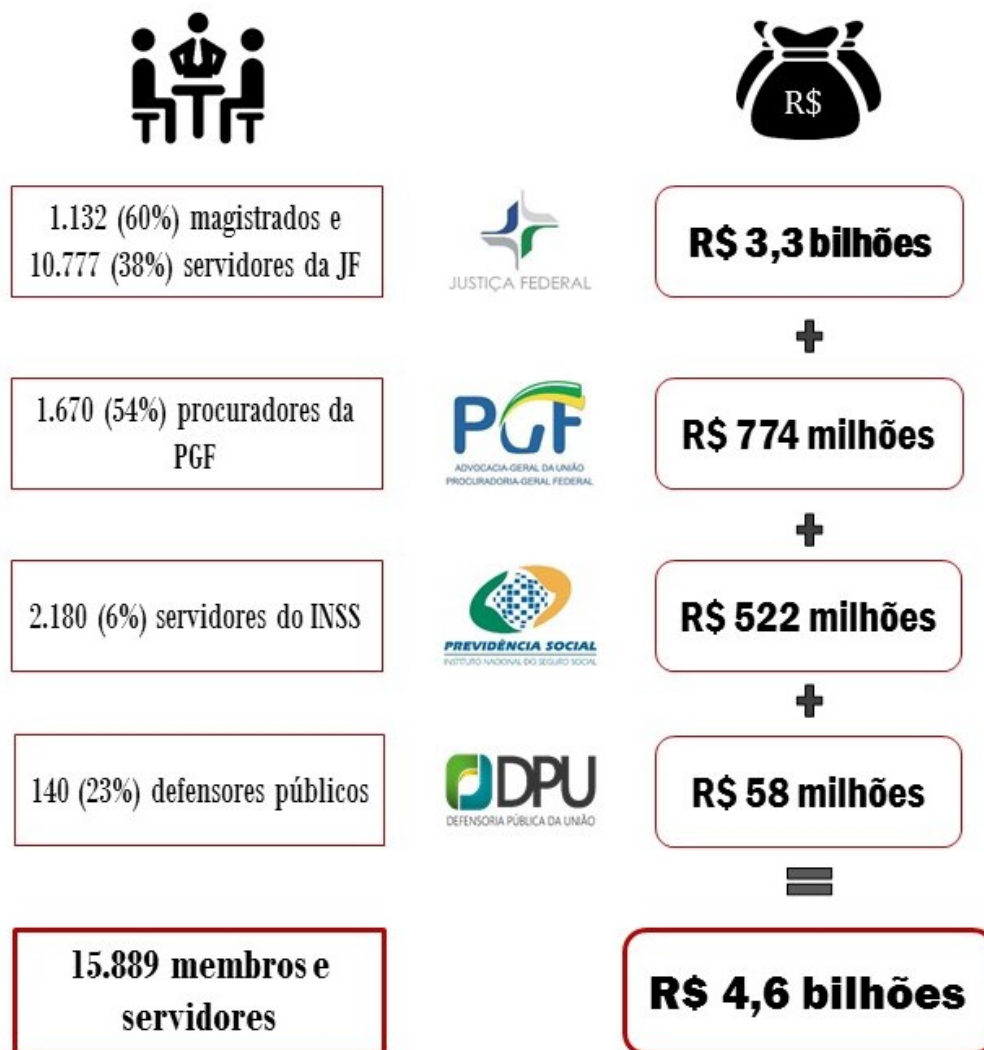 R$
1.132 (60%) magistrados e
10.777 (38%) servidores da JF
JUSTIÇA FEDERAL
R$ 3,3 bilhões
+
1.670 (54%) procuradores da
PGF
PGF
ADVOCACIA-GERAL DA UNIÃO
PROCURADORIA-GERAL FEDERAL
R$ 774 milhões
+
2.180 (6%) servidores do INSS
PREVIDÊNCIA SOCIAL
INSTITUTO NACIONAL DO SEGURO SOCIAL
R$ 522 milhões
+
140 (23%) defensores públicos
DPU
DEFENSORIA PÚBLICA DA UNIÃO
R$ 58 milhões
=
15.889 membros e
servidores
R$ 4,6 bilhões